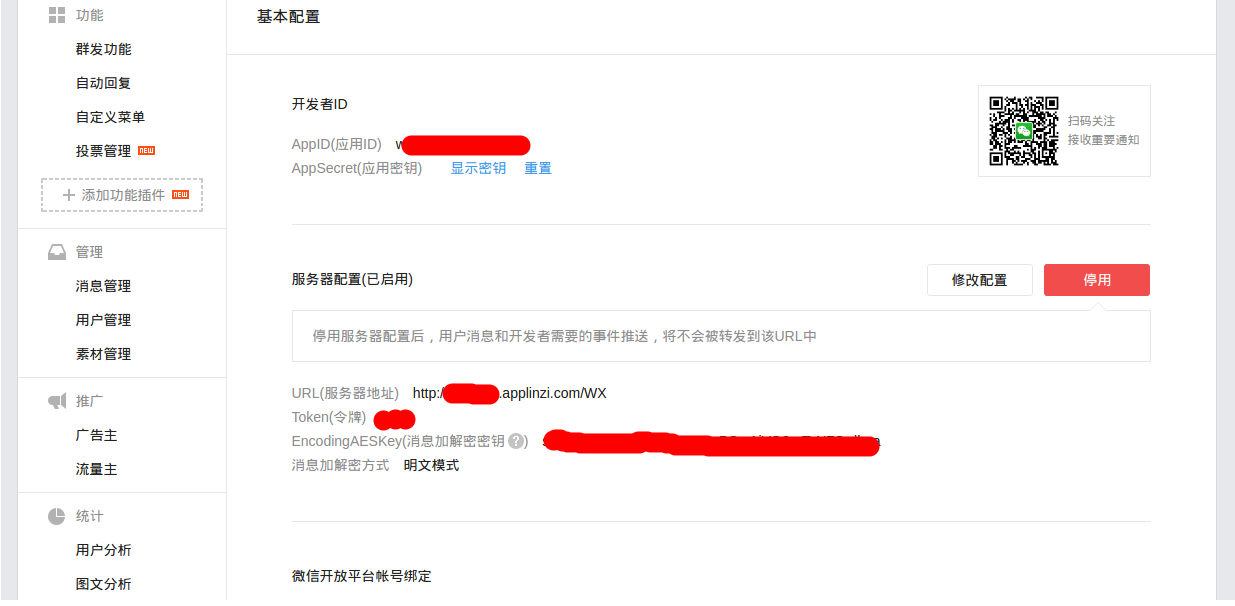 功能
群发功能
自动回复
自定义菜单
投票管理 NEW
添加功能插件 NEW
管理
消息管理
用户管理
素材管理
推广
广告主
流量主
统计
用户分析
图文分析
基本配置
开发者ID
AppID(应用ID) w
AppSecret(应用密钥) 显示密钥 重置
扫码关注
接收重要通知
服务器配置(已启用) 修改配置 停用
停用服务器配置后，用户消息和开发者需要的事件推送，将不会被转发到该URL中
URL(服务器地址) http:/ .applinzi.com/WX
Token(令牌)
EncodingAESKey(消息加解密密钥 ? )
消息加解密方式 明文模式
微信开放平台帐号绑定